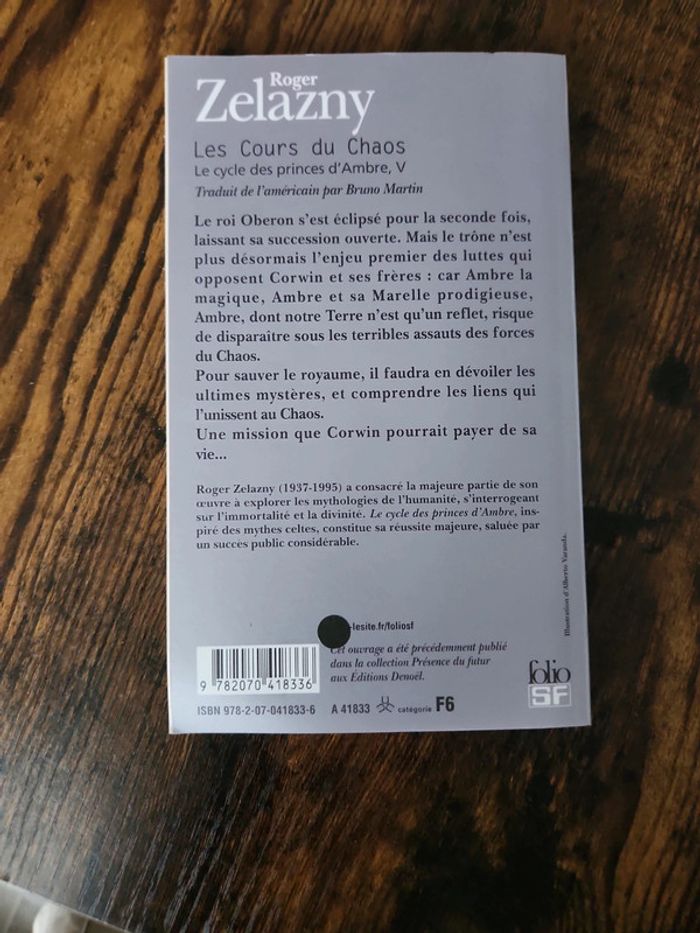 Roger
Zelazny
Les Cours du Chaos
Le cycle des princes d'Ambre, V
Traduit de l'américain par Bruno Martin
Le roi Oberon s'est éclipsé pour la seconde fois,
laissant sa succession ouverte. Mais le trône n'est
plus désormais l'enjeu premier des luttes qui
opposent Corwin et ses frères : car Ambre la
magique, Ambre et sa Marelle prodigieuse,
Ambre, dont notre Terre n'est qu'un reflet, risque
de disparaître sous les terribles assauts des forces
du Chaos.
Pour sauver le royaume, il faudra en dévoiler les
ultimes mystères, et comprendre les liens qui
l'unissent au Chaos.
Une mission que Corwin pourrait payer de sa
vie...
Roger Zelazny (1937-1995) a consacré la majeure partie de son
œuvre à explorer les mythologies de l'humanité, s'interrogeant
sur l'immortalité et la divinité. Le cycle des princes d'Ambre, ins-
piré des mythes celtes, constitue sa réussite majeure, saluée par
un succès public considérable.
Illustration d'Alberto Varanda.
-lesite.fr/foliosf
Cet ouvrage a été précédemment publié
dans la collection Présence du futur
aux Éditions Denoël.
9 782070 418336
folio
SF
ISBN 978-2-07-041833-6 A 41833 catégorie F6